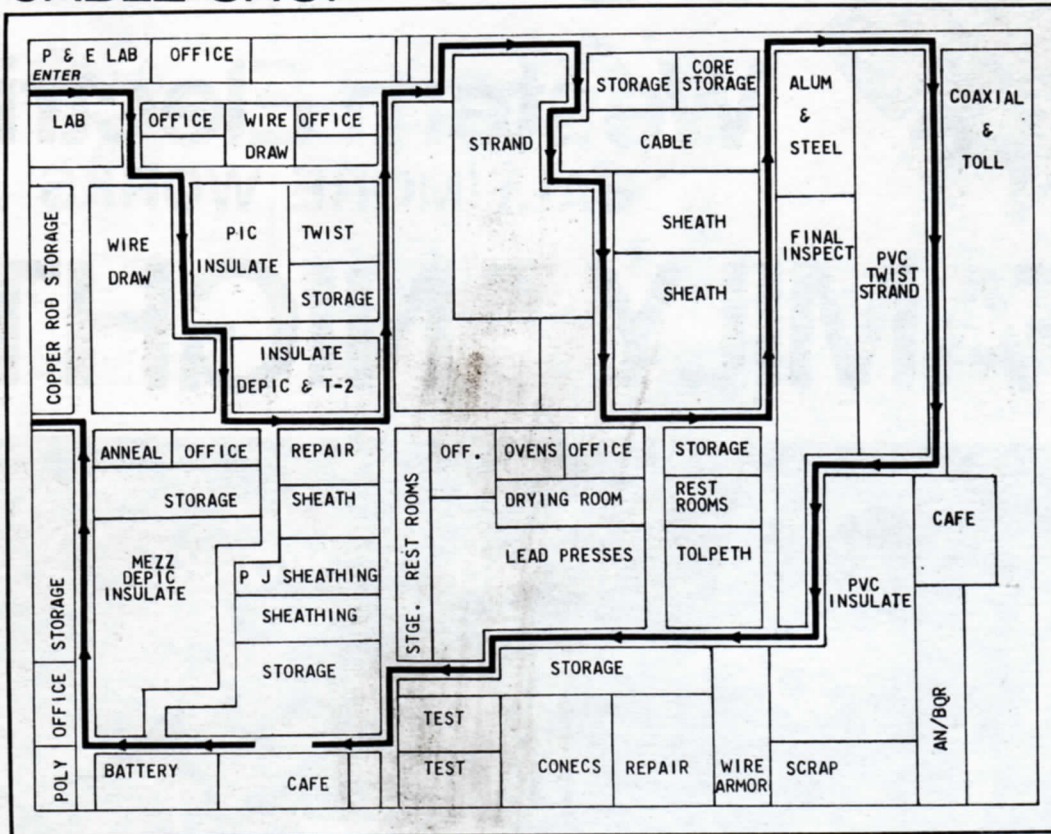 P & E LAB
ENTER
OFFICE
LAB
OFFICE
WIRE
DRAW
OFFICE
COPPER ROD STORAGE
WIRE
DRAW
PIC
INSULATE
TWIST
STORAGE
INSULATE
DEPIC & T-2
STRAND
STORAGE
CORE
STORAGE
CABLE
SHEATH
SHEATH
ALUM
&
STEEL
FINAL
INSPECT
PVC
TWIST
STRAND
COAXIAL
&
TOLL
ANNEAL
OFFICE
STORAGE
MEZZ
DEPIC
INSULATE
REPAIR
SHEATH
P J SHEATHING
SHEATHING
STORAGE
STGE. REST ROOMS
OFF.
OVENS
OFFICE
DRYING ROOM
LEAD PRESSES
STORAGE
REST
ROOMS
TOLPETH
PVC
INSULATE
CAFE
STORAGE
OFFICE
POLY
BATTERY
CAFE
TEST
TEST
STORAGE
CONECS
REPAIR
WIRE
ARMOR
SCRAP
AN/BQR